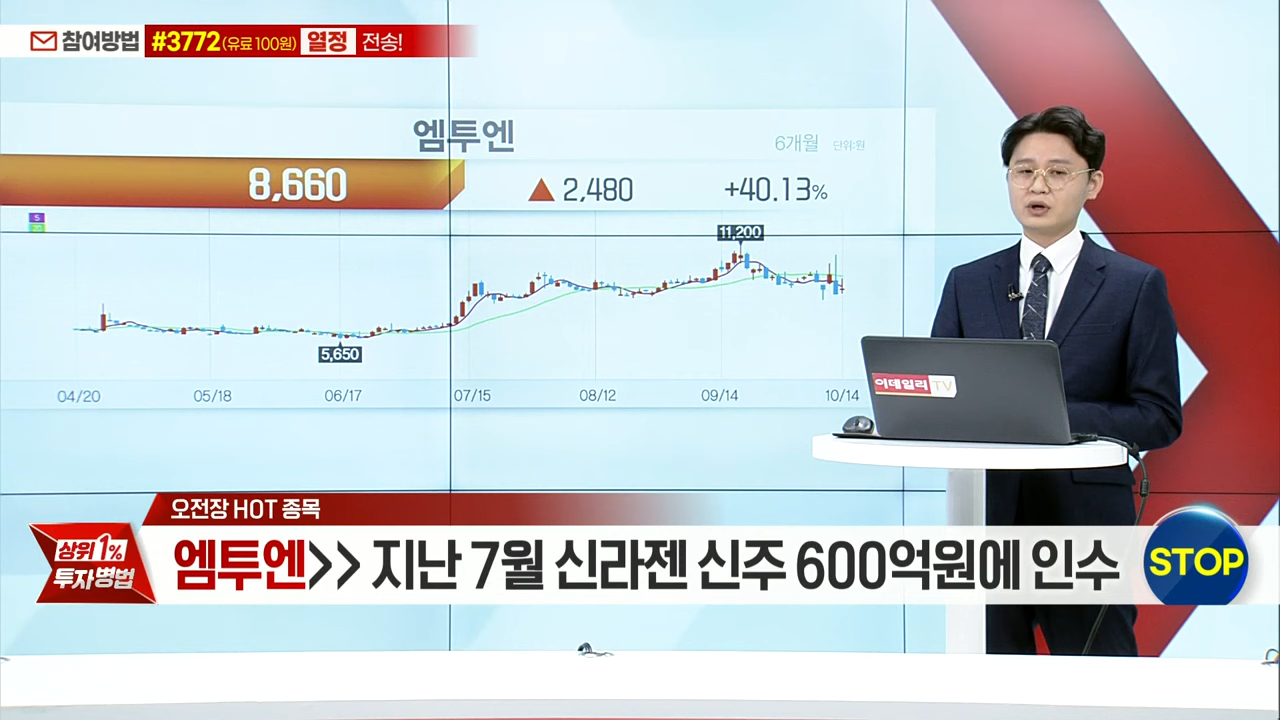 참여방법 #3772(유료 100원) 열정 전송!
엠투엔
6개월 단위:원
8,660 ▲ 2,480 +40.13%
5
11,200
5,650
04/20 05/18 06/17 07/15 08/12 09/14 10/14
이데일리TV
오전장 HOT 종목
상위 1%
투자병법
엠투엔>> 지난 7월 신라젠 신주 600억원에 인수
STOP